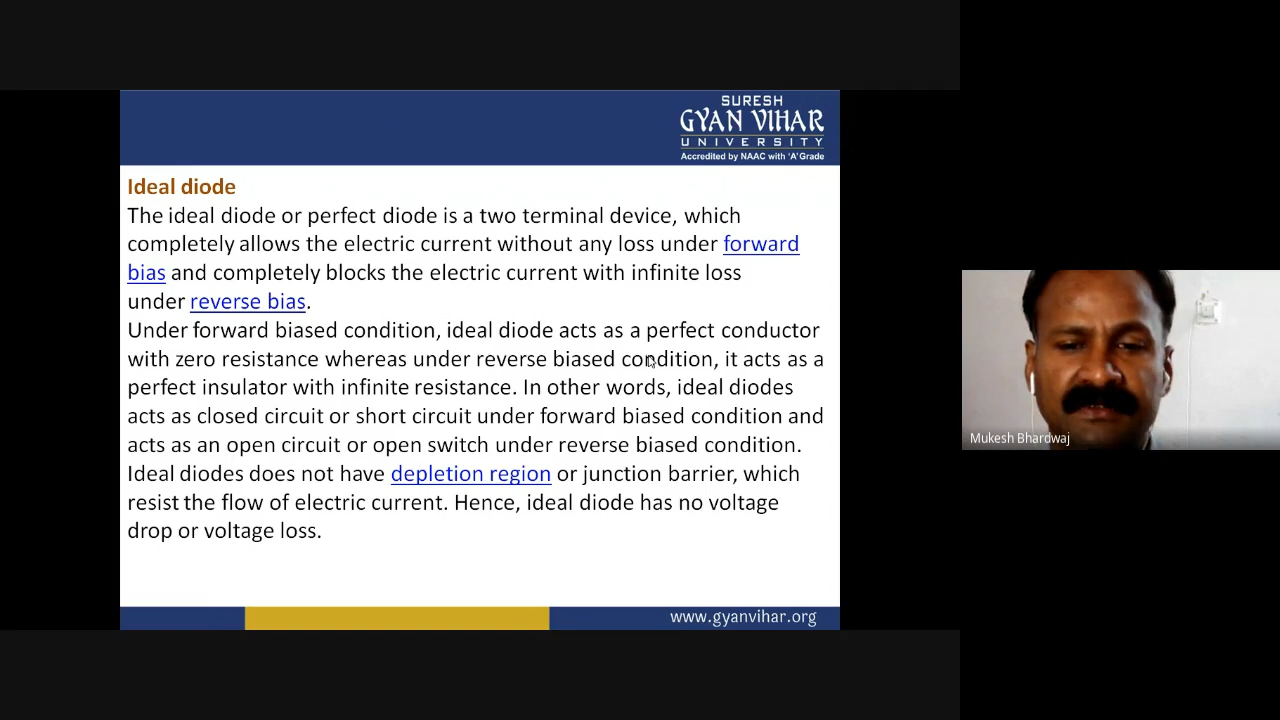 SURESH
GYAN VIHAR
UNIVERSITY
Accredited by NAAC with 'A' Grade
Ideal diode
The ideal diode or perfect diode is a two terminal device, which
completely allows the electric current without any loss under forward
bias and completely blocks the electric current with infinite loss
under reverse bias.
Under forward biased condition, ideal diode acts as a perfect conductor
with zero resistance whereas under reverse biased condition, it acts as a
perfect insulator with infinite resistance. In other words, ideal diodes
acts as closed circuit or short circuit under forward biased condition and
acts as an open circuit or open switch under reverse biased condition.
Ideal diodes does not have depletion region or junction barrier, which
resist the flow of electric current. Hence, ideal diode has no voltage
drop or voltage loss.
www.gyanvihar.org
Mukesh Bhardwaj